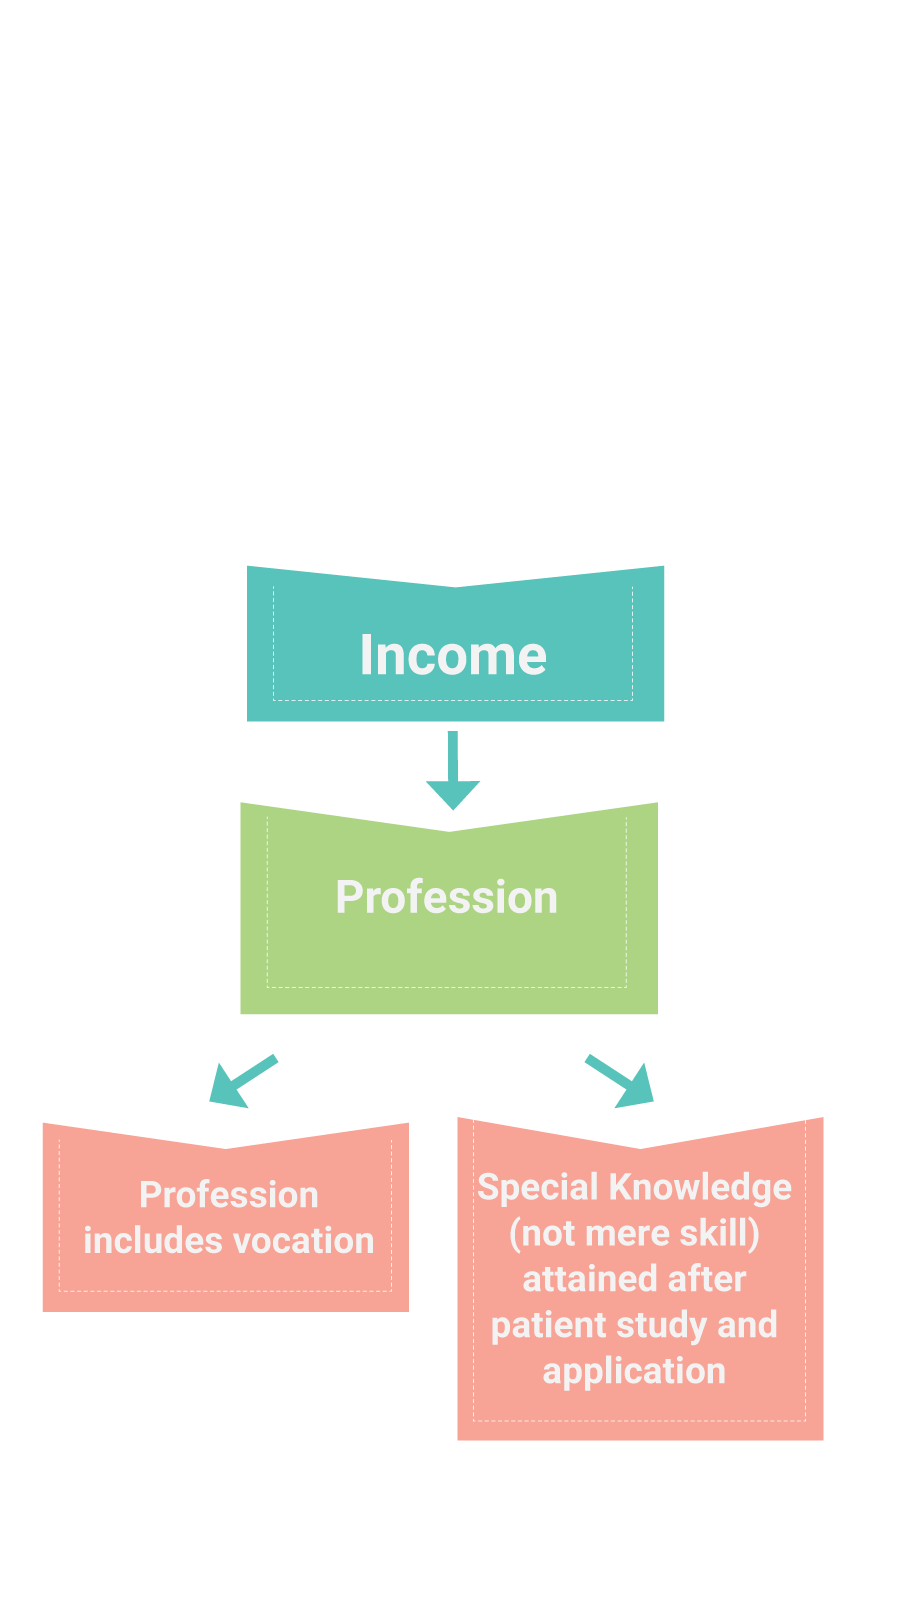 Income
Profession
Profession
includes vocation
Special Knowledge
(not mere skill)
attained after
patient study and
application